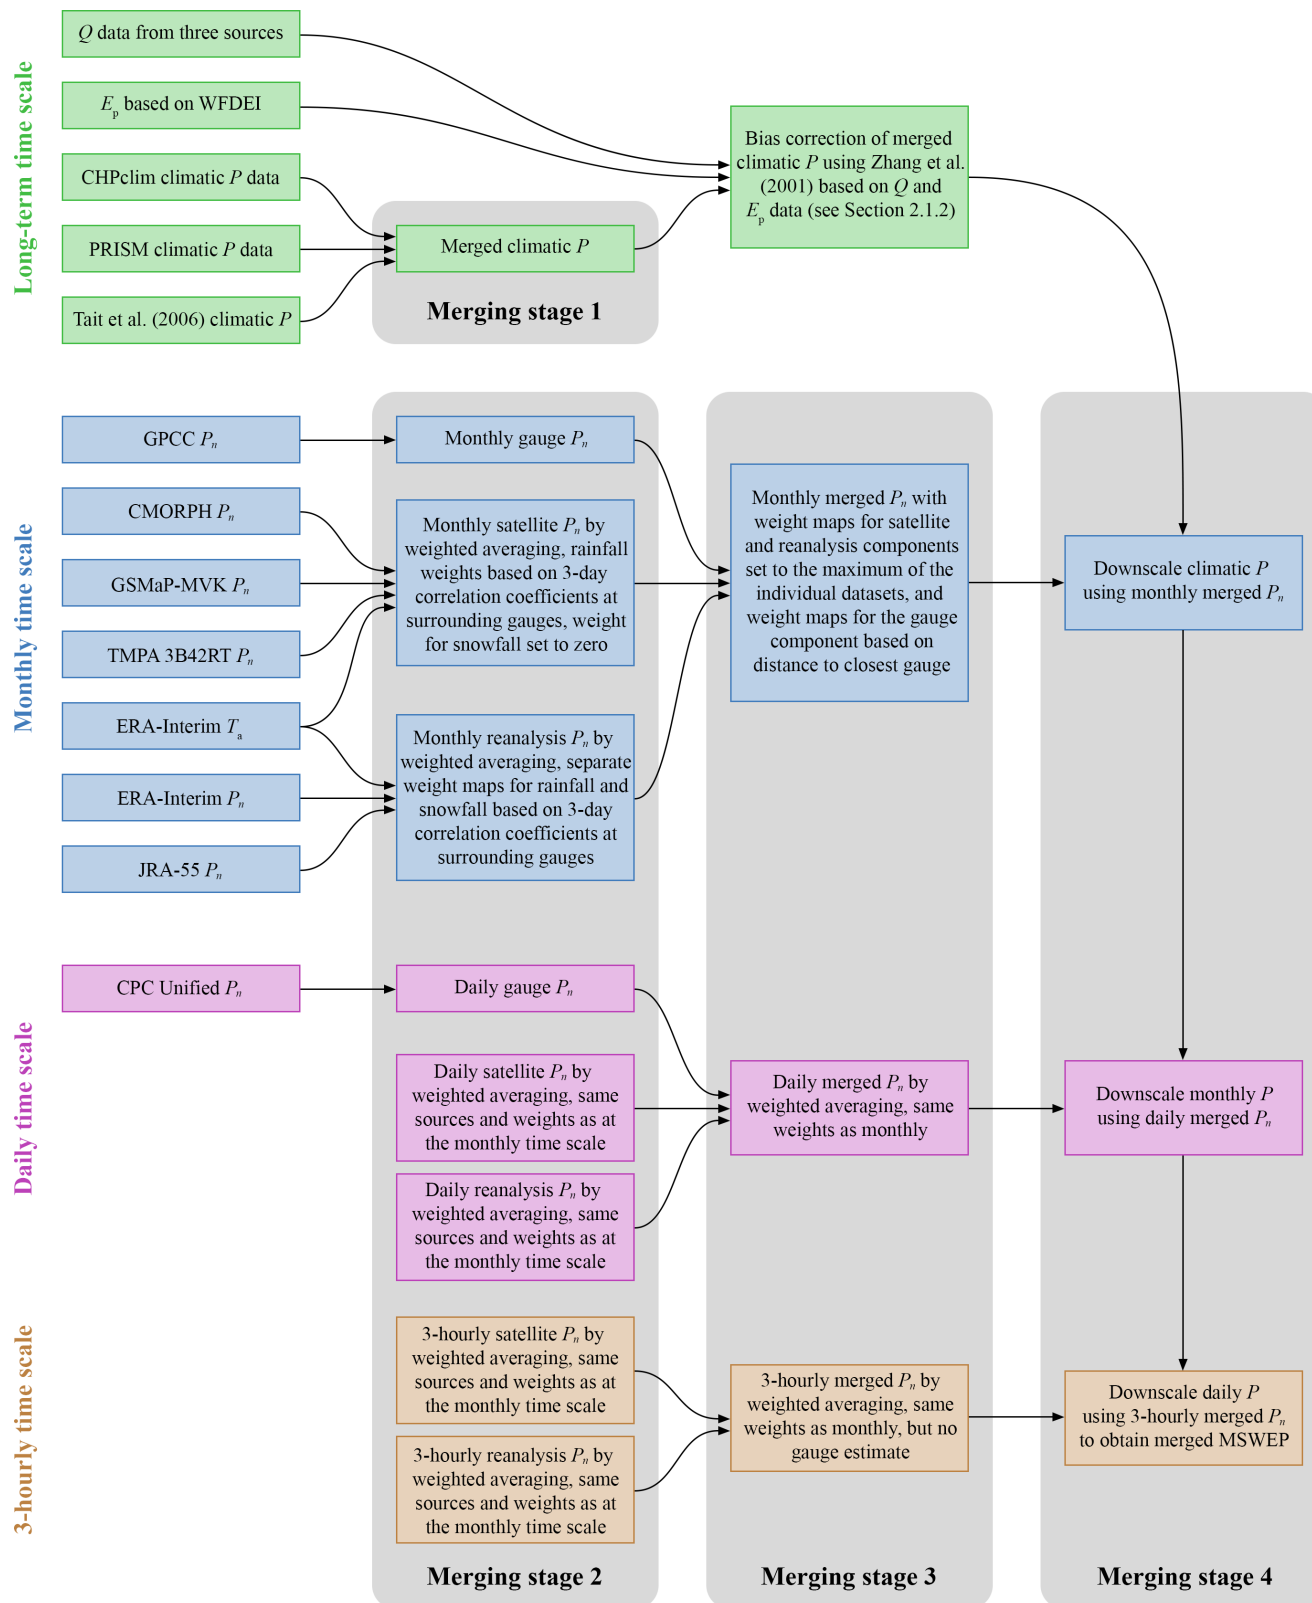 Long-term time scale
Q data from three sources
Ep based on WFDEI
CHPclim climatic P data
PRISM climatic P data
Tait et al. (2006) climatic P
Merged climatic P
Merging stage 1
Bias correction of merged
climatic P using Zhang et al.
(2001) based on Q and
Ep data (see Section 2.1.2)
Monthly time scale
GPCC Pn
CMORPH Pn
GSMaP-MVK Pn
TMPA 3B42RT Pn
ERA-Interim Ta
ERA-Interim Pn
JRA-55 Pn
Monthly gauge Pn
Monthly satellite Pn by
weighted averaging, rainfall
weights based on 3-day
correlation coefficients at
surrounding gauges, weight
for snowfall set to zero
Monthly reanalysis Pn by
weighted averaging, separate
weight maps for rainfall and
snowfall based on 3-day
correlation coefficients at
surrounding gauges
Monthly merged Pn with
weight maps for satellite
and reanalysis components
set to the maximum of the
individual datasets, and
weight maps for the gauge
component based on
distance to closest gauge
Downscale climatic P
using monthly merged Pn
Daily time scale
CPC Unified Pn
Daily gauge Pn
Daily satellite Pn by
weighted averaging, same
sources and weights as at
the monthly time scale
Daily reanalysis Pn by
weighted averaging, same
sources and weights as at
the monthly time scale
Daily merged Pn by
weighted averaging, same
weights as monthly
Downscale monthly P
using daily merged Pn
3-hourly time scale
3-hourly satellite Pn by
weighted averaging, same
sources and weights as at
the monthly time scale
3-hourly reanalysis Pn by
weighted averaging, same
sources and weights as at
the monthly time scale
3-hourly merged Pn by
weighted averaging, same
weights as monthly, but no
gauge estimate
Downscale daily P
using 3-hourly merged Pn
to obtain merged MSWEP
Merging stage 2
Merging stage 3
Merging stage 4